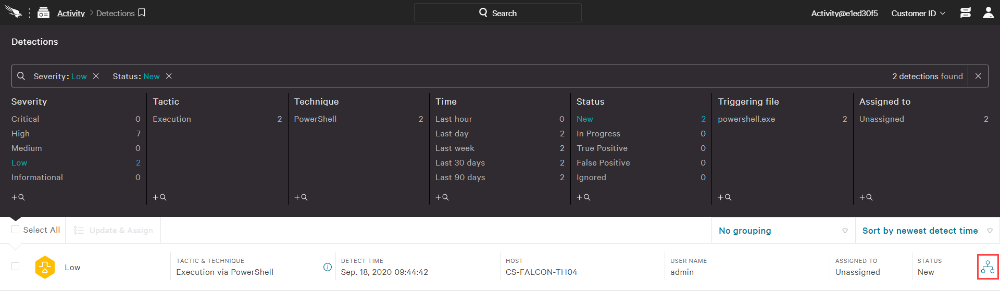 Activity > Detections
Search
Activity@e1ed30f5
Customer ID
Detections
Severity: Low × Status: New ×
2 detections found ×
Severity
Critical 0
High 7
Medium 0
Low 2
Informational 0
+
Tactic
Execution 2
+
Technique
PowerShell 2
+
Time
Last hour 0
Last day 2
Last week 2
Last 30 days 2
Last 90 days 2
+
Status
New 2
In Progress 0
True Positive 0
False Positive 0
Ignored 0
+
Triggering file
powershell.exe 2
+
Assigned to
Unassigned 2
+
Select All
Update & Assign
No grouping
Sort by newest detect time
Low
TACTIC & TECHNIQUE
Execution via PowerShell
DETECT TIME
Sep. 18, 2020 09:44:42
HOST
CS-FALCON-TH04
USER NAME
admin
ASSIGNED TO
Unassigned
STATUS
New